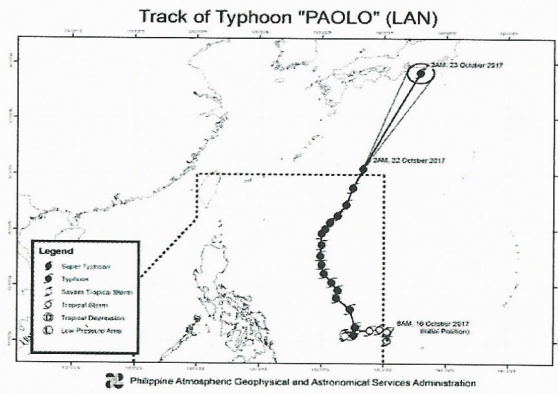 Track of Typhoon "PAOLO" (LAN)
2AM, 23 October 2017
2AM, 22 October 2017
Legend
Super Typhoon
Typhoon
Severe Tropical Storm
Tropical Storm
Tropical Depression
Low Pressure Area
8AM, 16 October 2017
(Initial Position)
Philippine Atmospheric Geophysical and Astronomical Services Administration